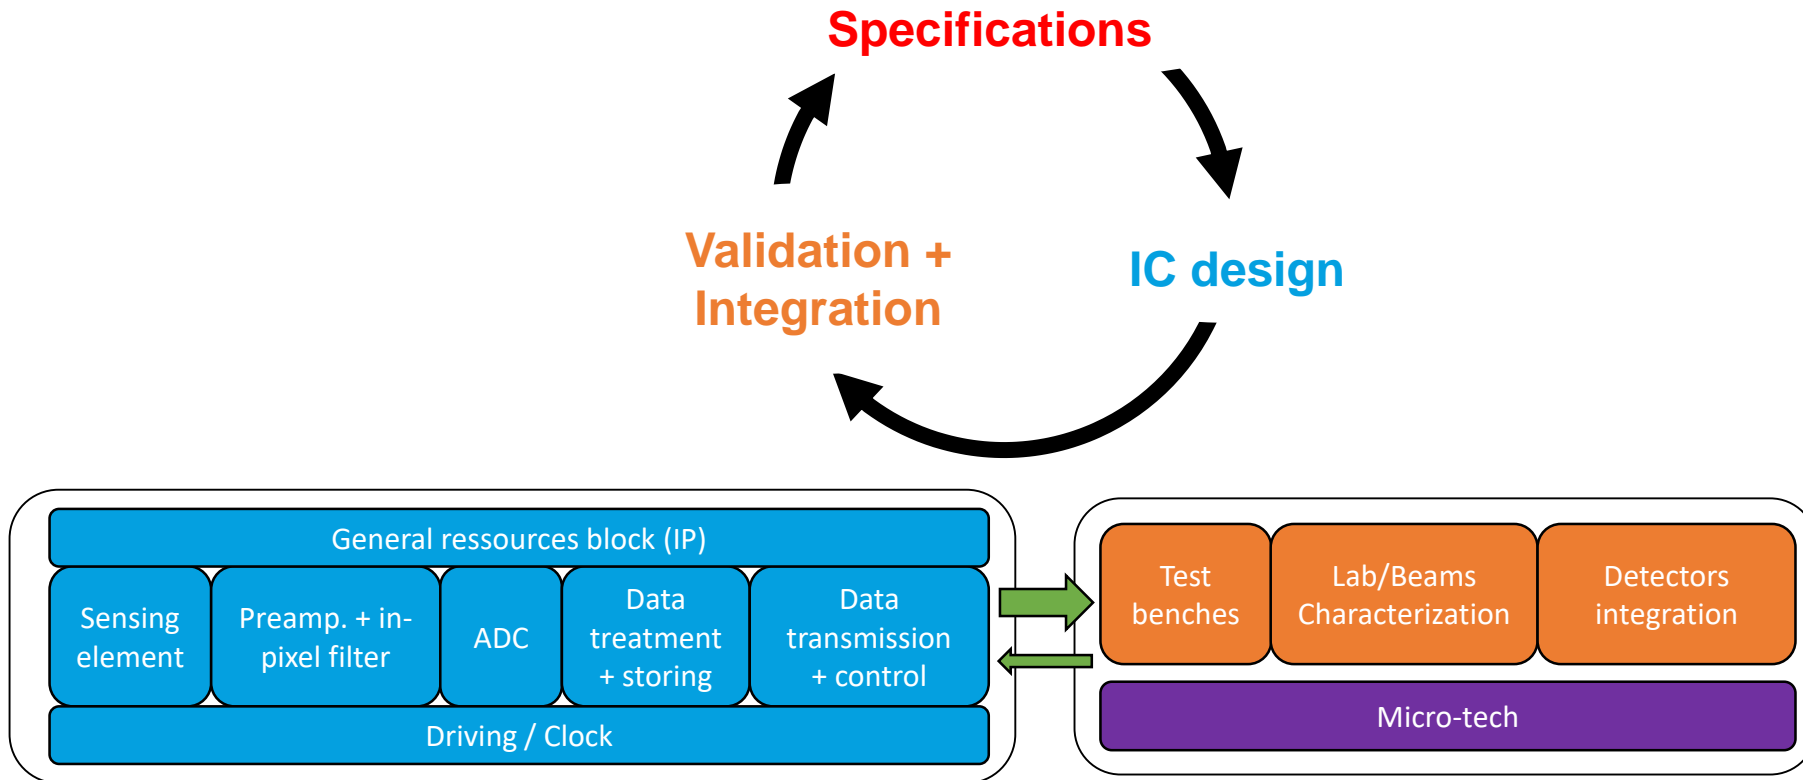 Specifications
Validation +
Integration
IC design
General ressources block (IP)
Sensing
element
Preamp. + in-
pixel filter
ADC
Data
treatment
+ storing
Data
transmission
+ control
Driving / Clock
Test
benches
Lab/Beams
Characterization
Detectors
integration
Micro-tech